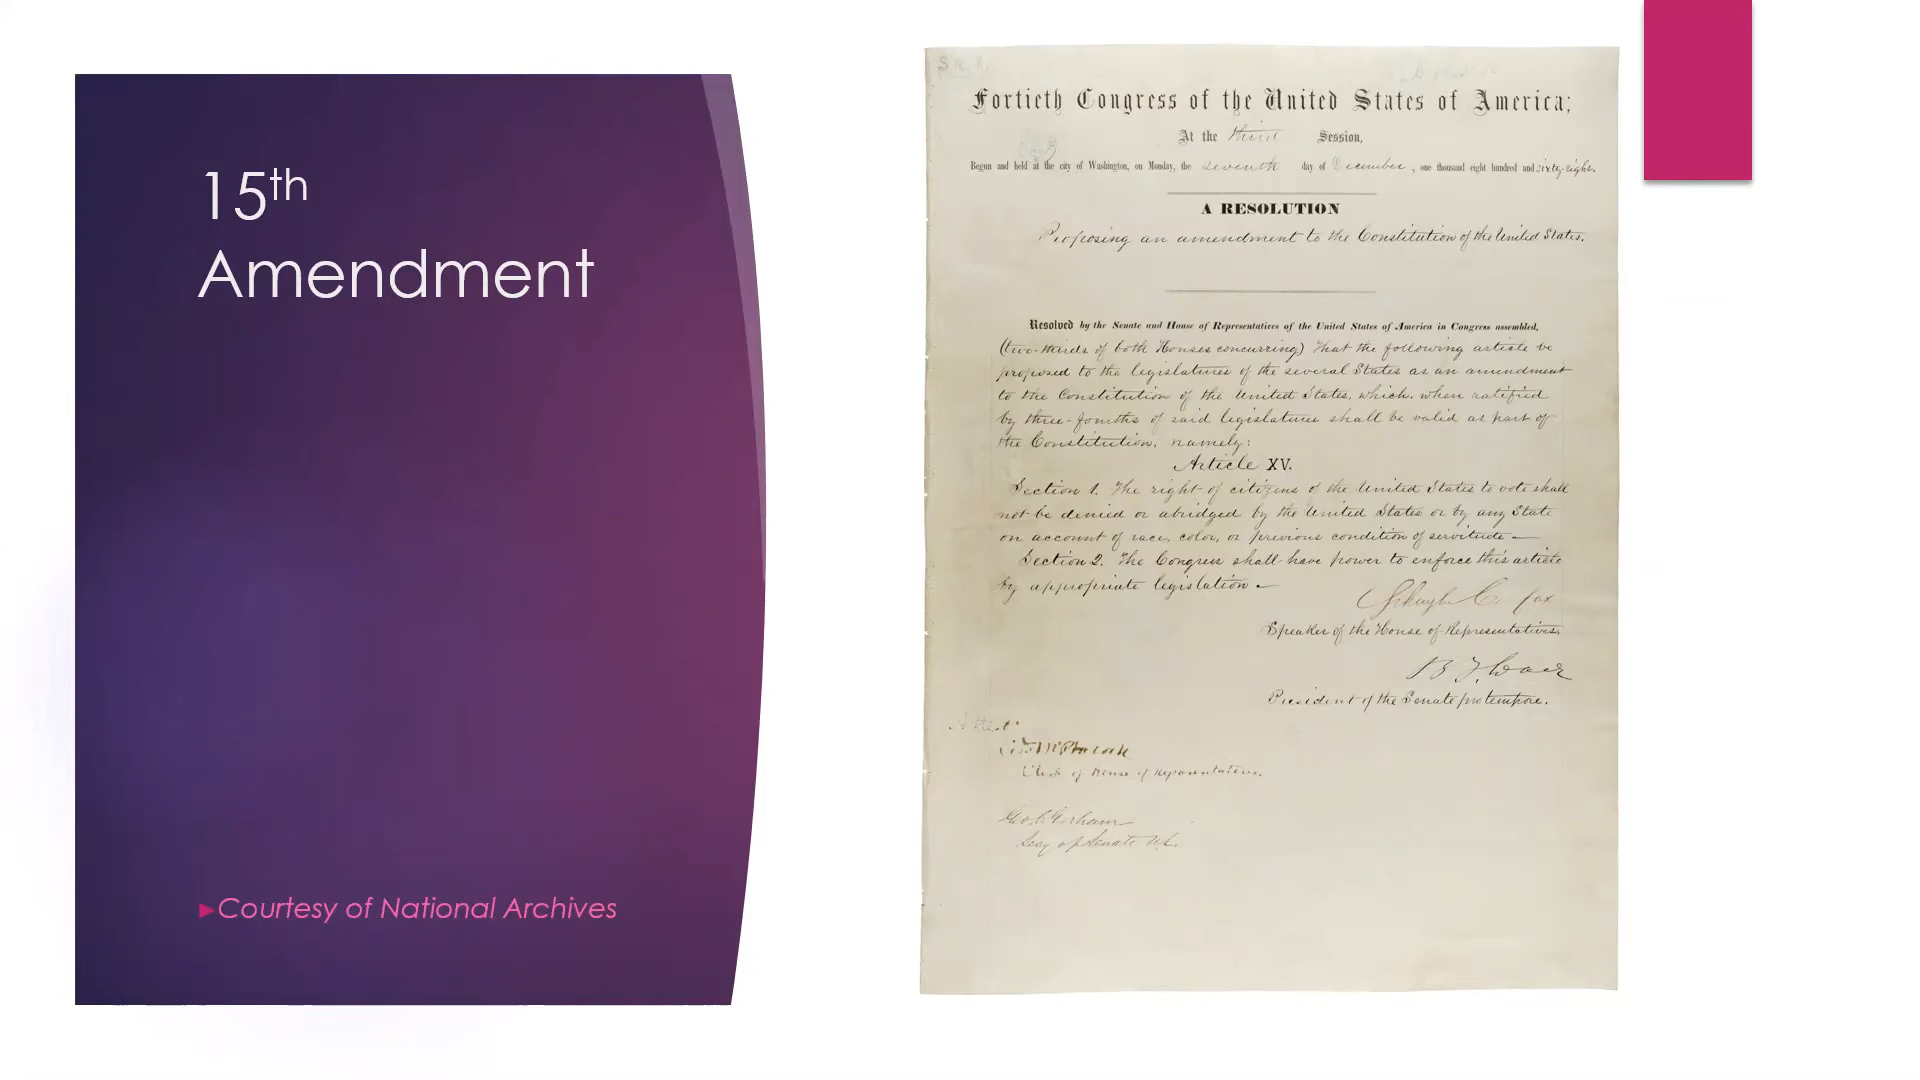 15th
Amendment
Courtesy of National Archives
Fortieth Congress of the United States of America;
At the third Session,
Begun and held at the city of Washington, on Monday, the seventh day of December, one thousand eight hundred and sixty-eight.
A RESOLUTION
Proposing an amendment to the Constitution of the United States.
Resolved by the Senate and House of Representatives of the United States of America in Congress assembled,
(two-thirds of both Houses concurring) That the following article be
proposed to the legislatures of the several States as an amendment
to the Constitution of the United States, which, when ratified
by three-fourths of said legislatures shall be valid as part of
the Constitution, namely:
Article XV.
Section 1. The right of citizens of the United States to vote shall
not be denied or abridged by the United States or by any State
on account of race, color, or previous condition of servitude—
Section 2. The Congress shall have power to enforce this article
by appropriate legislation—
Schuyler Colfax
Speaker of the House of Representatives.
B F Wade
President of the Senate pro tempore.
Attest:
Clerk of House of Representatives.
Geo. C. Gorham
Secy of Senate U.S.